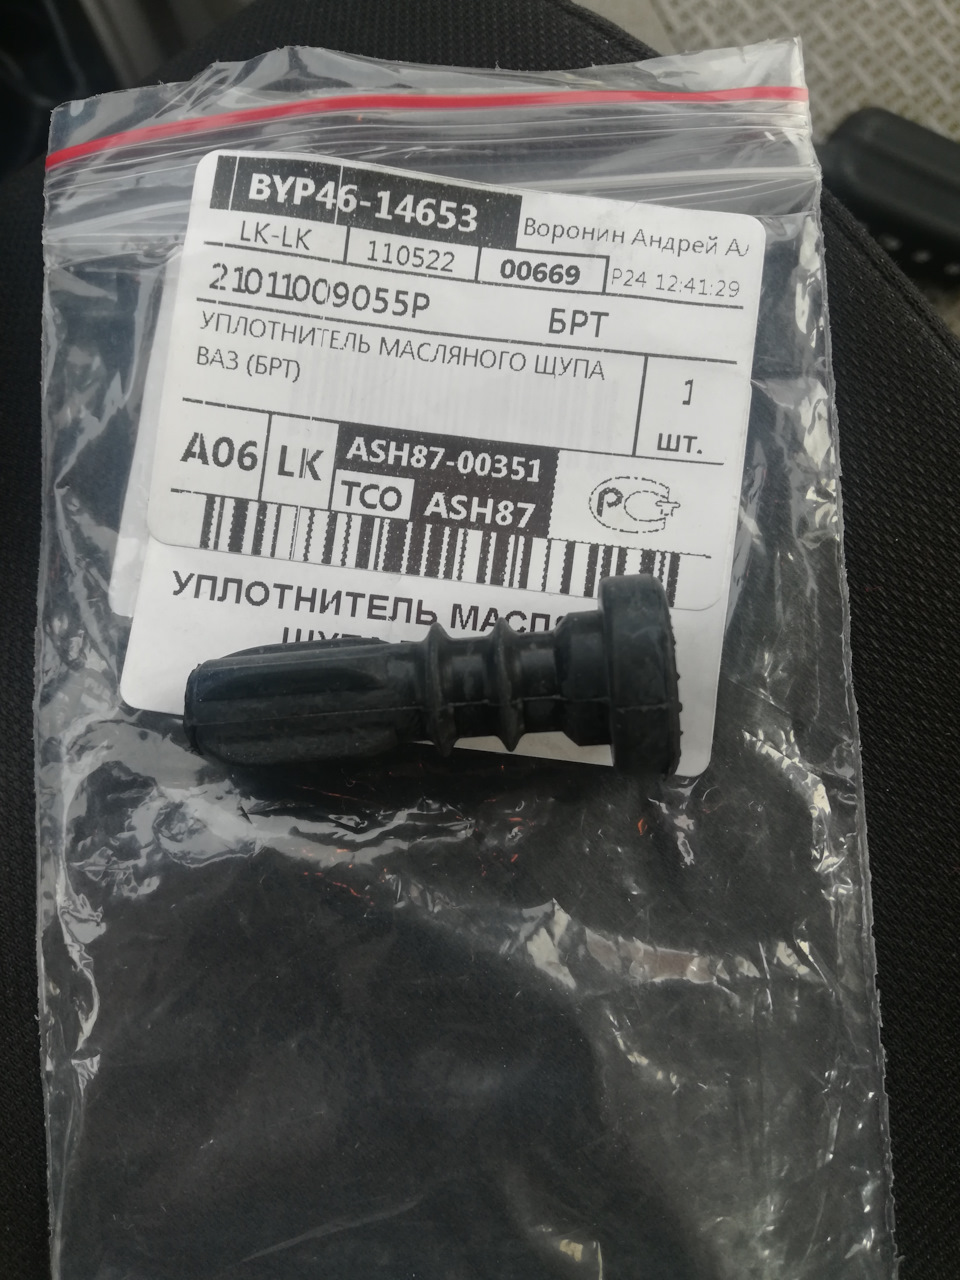 BYP46-14653
Воронин Андрей
LK-LK 110522 00669 P24 12:41:29
21011009055P БРТ
УПЛОТНИТЕЛЬ МАСЛЯНОГО ЩУПА
ВАЗ (БРТ)
1
шт.
A06 LK ASH87-00351
TCO ASH87
РС
УПЛОТНИТЕЛЬ